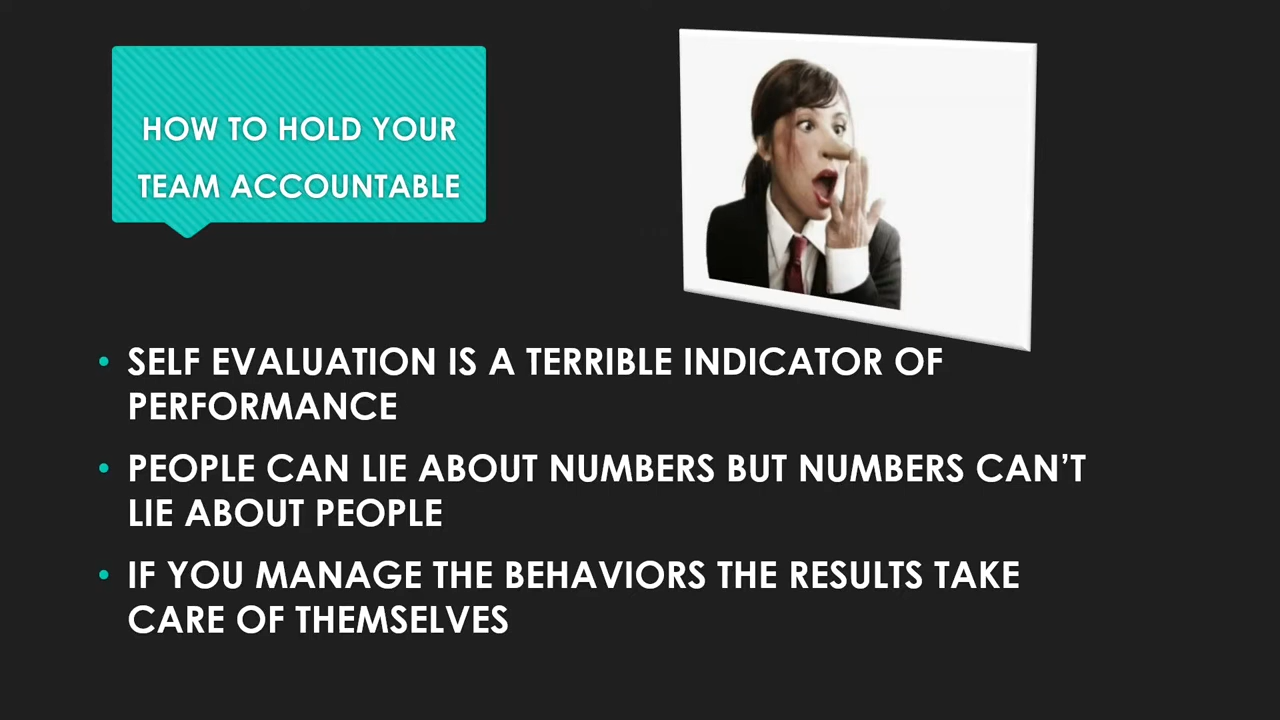 HOW TO HOLD YOUR
TEAM ACCOUNTABLE
• SELF EVALUATION IS A TERRIBLE INDICATOR OF
PERFORMANCE
• PEOPLE CAN LIE ABOUT NUMBERS BUT NUMBERS CAN’T
LIE ABOUT PEOPLE
• IF YOU MANAGE THE BEHAVIORS THE RESULTS TAKE
CARE OF THEMSELVES